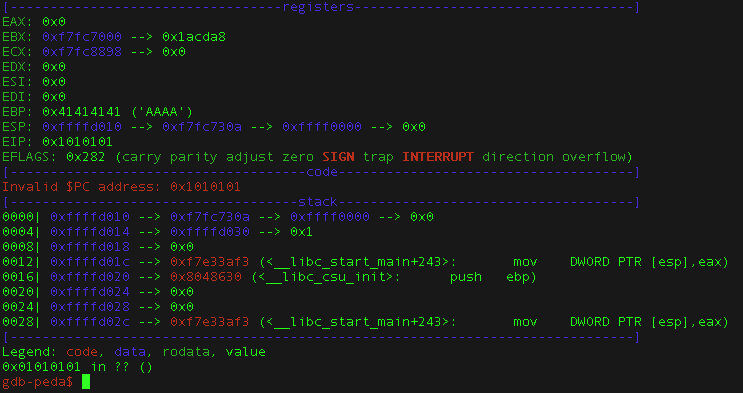 [----------------------------------registers-----------------------------------]
EAX: 0x0
EBX: 0xf7fc7000 --> 0x1acda8
ECX: 0xf7fc8898 --> 0x0
EDX: 0x0
ESI: 0x0
EDI: 0x0
EBP: 0x41414141 ('AAAA')
ESP: 0xffffd010 --> 0xf7fc730a --> 0xffff0000 --> 0x0
EIP: 0x1010101
EFLAGS: 0x282 (carry parity adjust zero SIGN trap INTERRUPT direction overflow)
[-------------------------------------code-------------------------------------]
Invalid $PC address: 0x1010101
[------------------------------------stack-------------------------------------]
0000| 0xffffd010 --> 0xf7fc730a --> 0xffff0000 --> 0x0
0004| 0xffffd014 --> 0xffffd030 --> 0x1
0008| 0xffffd018 --> 0x0
0012| 0xffffd01c --> 0xf7e33af3 (<__libc_start_main+243>: mov DWORD PTR [esp],eax)
0016| 0xffffd020 --> 0x8048630 (<__libc_csu_init>: push ebp)
0020| 0xffffd024 --> 0x0
0024| 0xffffd028 --> 0x0
0028| 0xffffd02c --> 0xf7e33af3 (<__libc_start_main+243>: mov DWORD PTR [esp],eax)
[------------------------------------------------------------------------------]
Legend: code, data, rodata, value
0x01010101 in ?? ()
gdb-peda$